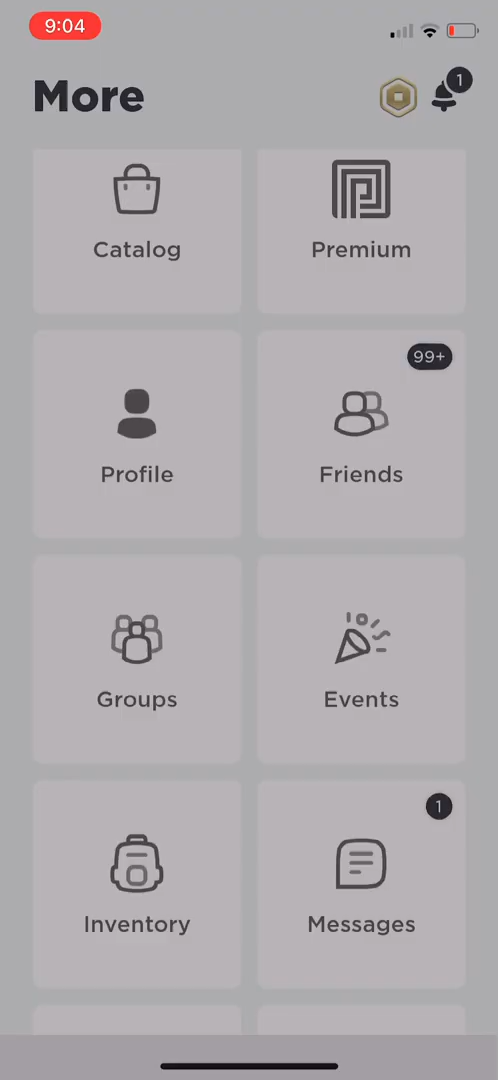 9:04
More
1
Catalog
Premium
99+
Profile
Friends
Groups
Events
1
Inventory
Messages